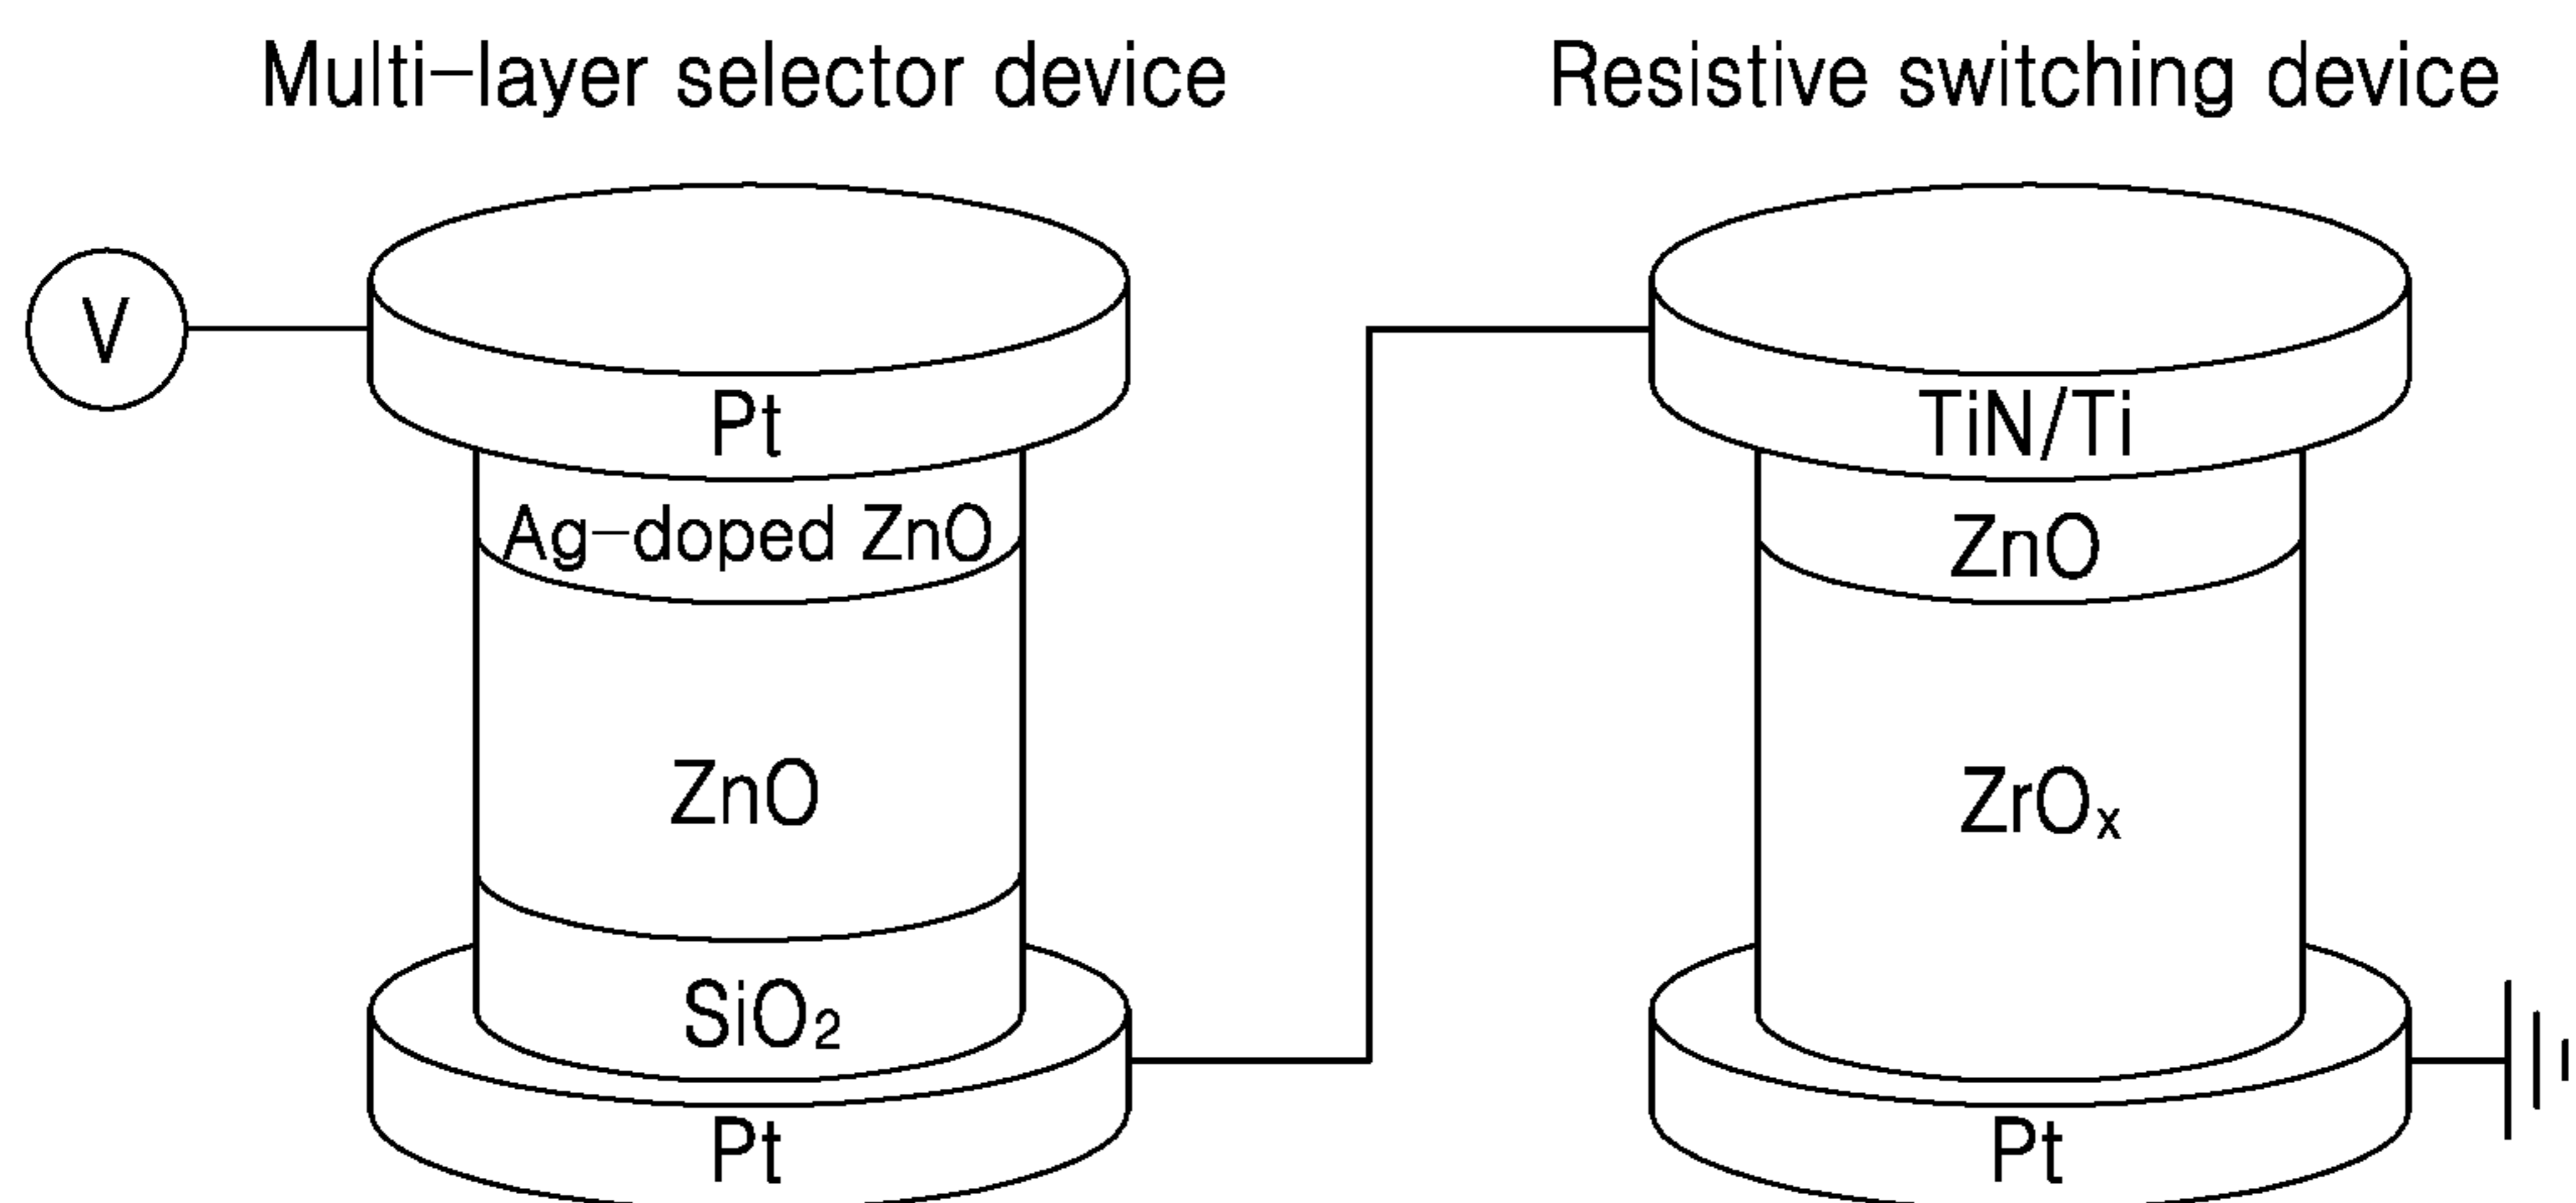 Multi-layer selector device
Resistive switching device
V
Pt
Ag-doped ZnO
ZnO
SiO₂
Pt
TiN/Ti
ZnO
ZrOₓ
Pt